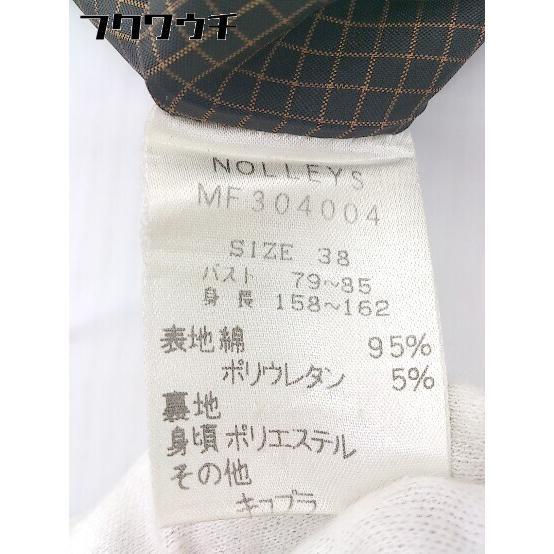 フクワウチ
NOLLEYS
MF304004
SIZE 38
バスト 79~85
身長 158~162
表地綿 95%
ポリウレタン 5%
裏地
身頃ポリエステル
その他
キュプラ